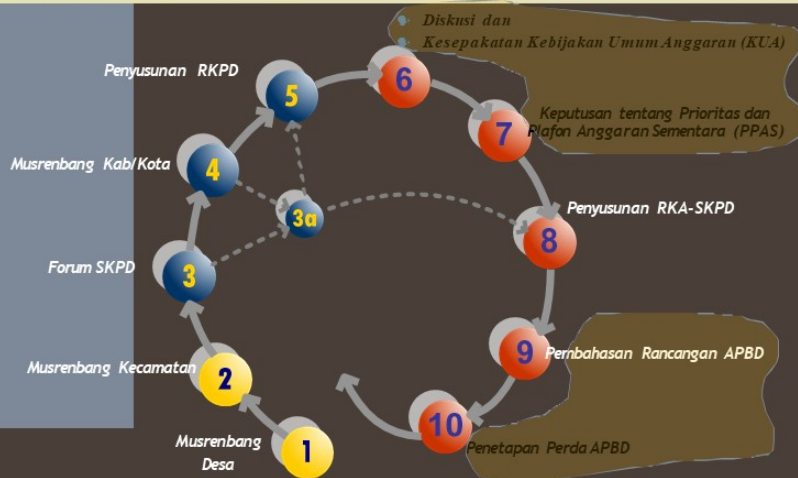 Diskusi dan
Kesepakatan Kebijakan Umum Anggaran (KUA)
Penyusunan RKPD
5
6
Keputusan tentang Prioritas dan
Plafon Anggaran Sementara (PPAS)
7
Musrenbang Kab/Kota
4
3a
Penyusunan RKA-SKPD
8
Forum SKPD
3
9
Pembahasan Rancangan APBD
Musrenbang Kecamatan
2
10
Penetapan Perda APBD
Musrenbang
Desa
1